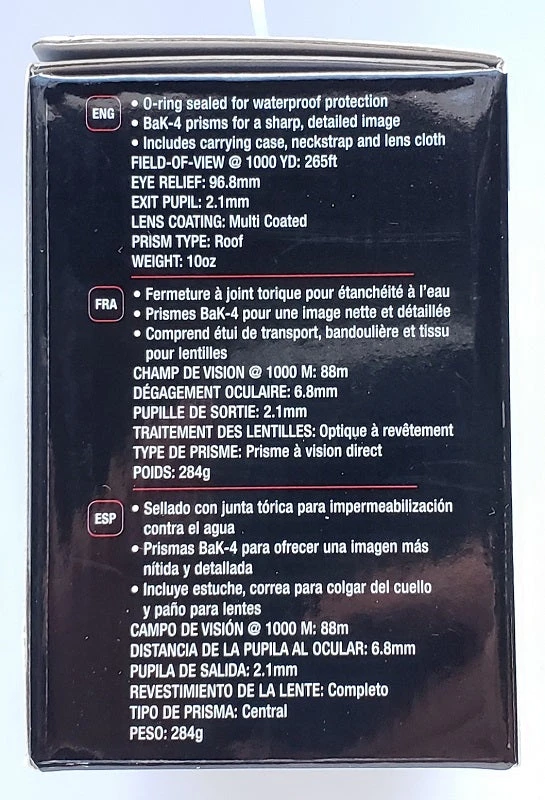 ENG
• O-ring sealed for waterproof protection
• BaK-4 prisms for a sharp, detailed image
• Includes carrying case, neckstrap and lens cloth
FIELD-OF-VIEW @ 1000 YD: 265ft
EYE RELIEF: 96.8mm
EXIT PUPIL: 2.1mm
LENS COATING: Multi Coated
PRISM TYPE: Roof
WEIGHT: 10oz
FRA
• Fermeture à joint torique pour étanchéité à l'eau
• Prismes BaK-4 pour une image nette et détaillée
• Comprend étui de transport, bandoulière et tissu
pour lentilles
CHAMP DE VISION @ 1000 M: 88m
DÉGAGEMENT OCULAIRE: 6.8mm
PUPILLE DE SORTIE: 2.1mm
TRAITEMENT DES LENTILLES: Optique à revêtement
TYPE DE PRISME: Prisme à vision direct
POIDS: 284g
ESP
• Sellado con junta tórica para impermeabilización
contra el agua
• Prismas BaK-4 para ofrecer una imagen más
nítida y detallada
• Incluye estuche, correa para colgar del cuello
y paño para lentes
CAMPO DE VISIÓN @ 1000 M: 88m
DISTANCIA DE LA PUPILA AL OCULAR: 6.8mm
PUPILA DE SALIDA: 2.1mm
REVESTIMIENTO DE LA LENTE: Completo
TIPO DE PRISMA: Central
PESO: 284g